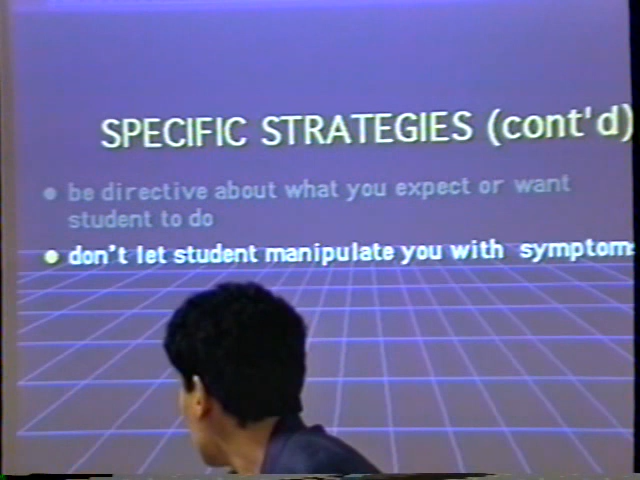 SPECIFIC STRATEGIES (cont'd)
be directive about what you expect or want
student to do
don't let student manipulate you with symptoms